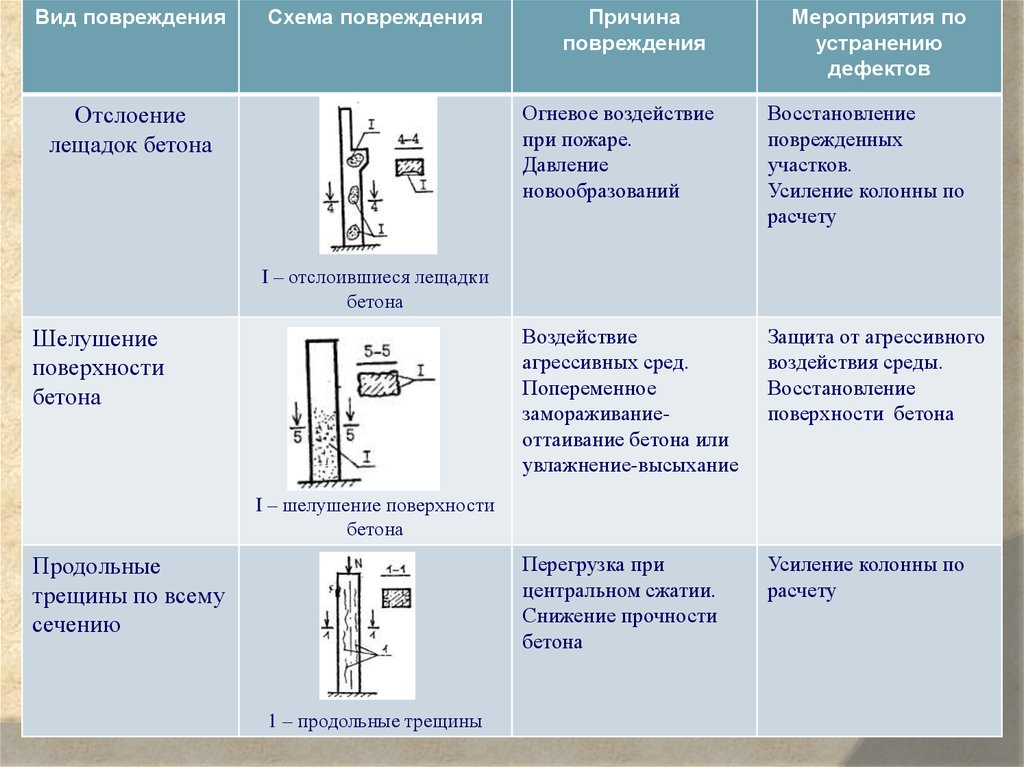 Вид повреждения
Схема повреждения
Причина
повреждения
Мероприятия по
устранению
дефектов
Отслоение
лещадок бетона
I
4-4
I
4
4
I
I – отслоившиеся лещадки
бетона
Огневое воздействие
при пожаре.
Давление
новообразований
Восстановление
поврежденных
участков.
Усиление колонны по
расчету
Шелушение
поверхности
бетона
5-5
I
5
5
I
I – шелушение поверхности
бетона
Воздействие
агрессивных сред.
Попеременное
замораживание-
оттаивание бетона или
увлажнение-высыхание
Защита от агрессивного
воздействия среды.
Восстановление
поверхности бетона
Продольные
трещины по всему
сечению
N
1-1
1
1
1
1 – продольные трещины
Перегрузка при
центральном сжатии.
Снижение прочности
бетона
Усиление колонны по
расчету